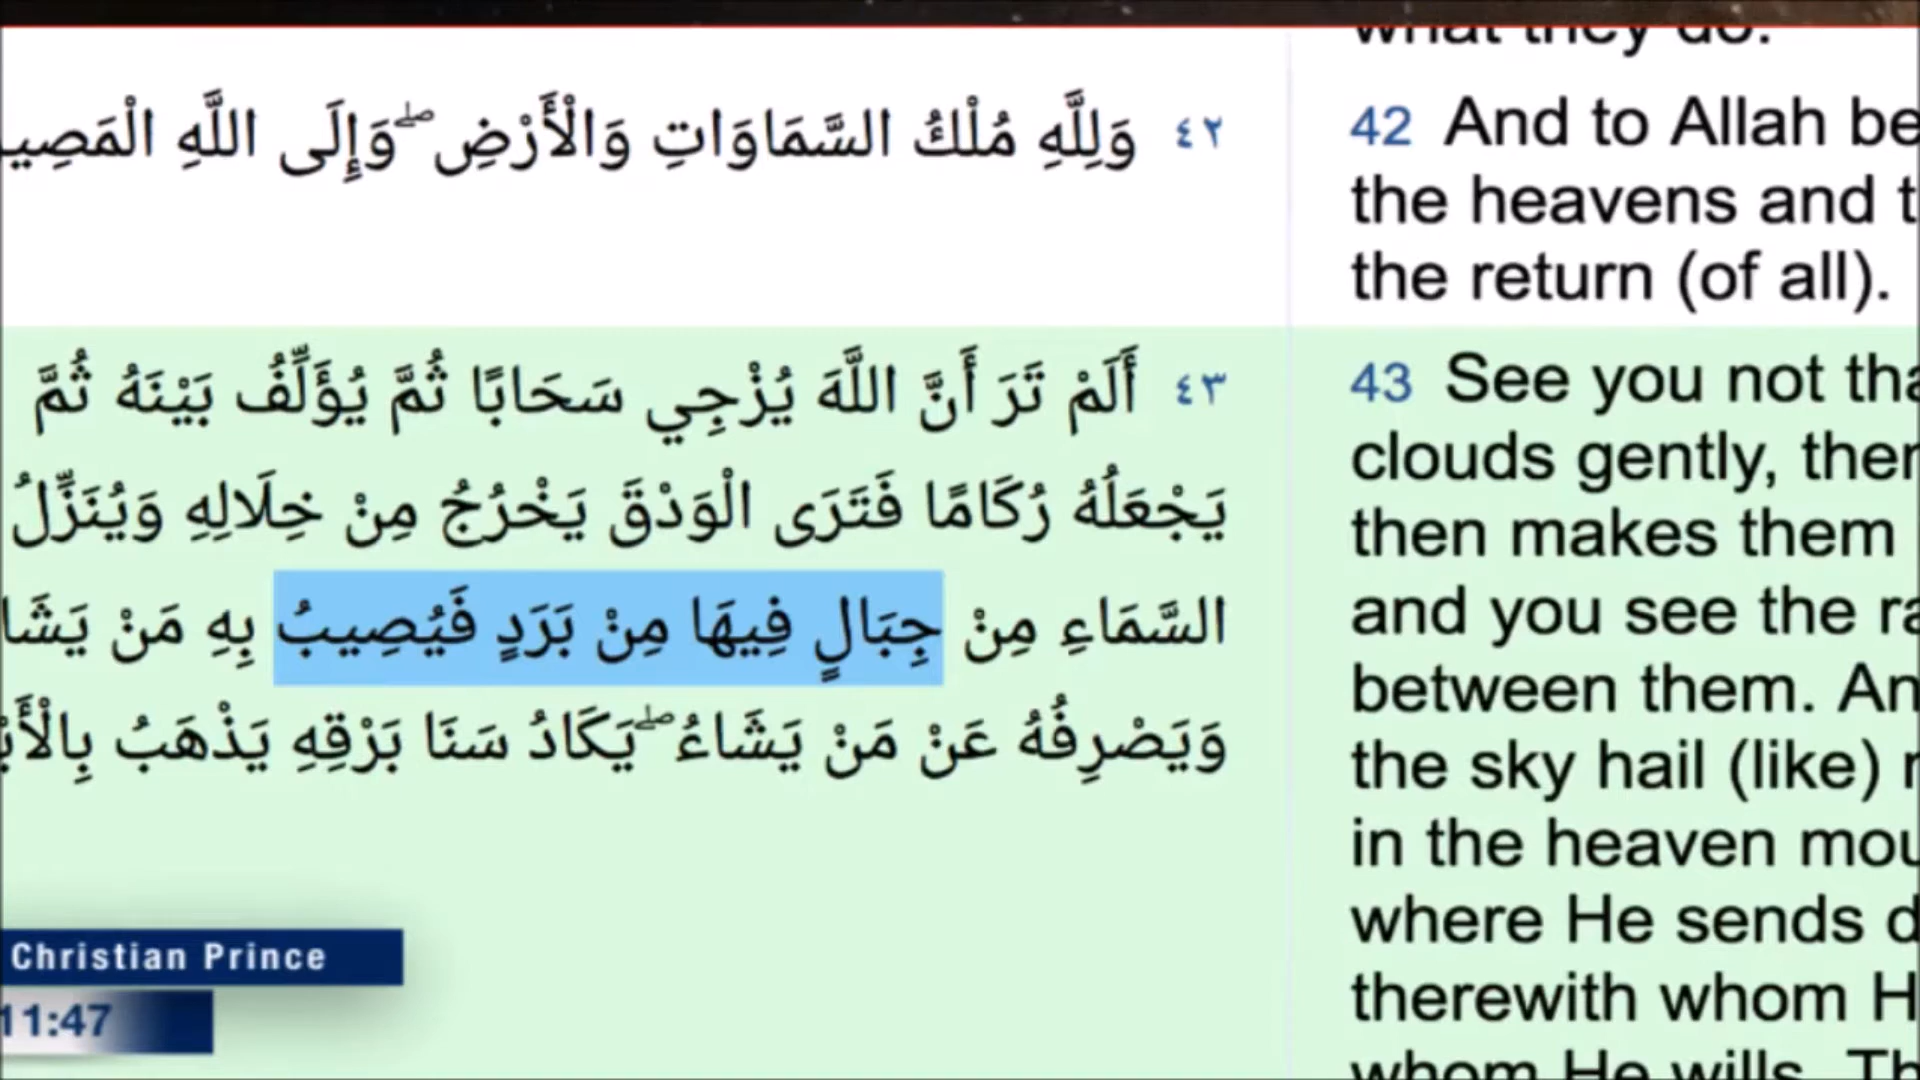 what they do.
٤٢ وَلِلَّهِ مُلْكُ السَّمَاوَاتِ وَالْأَرْضِ ۖ وَإِلَى اللَّهِ
42 And to Allah be
the heavens and t
the return (of all).
٤٣ أَلَمْ تَرَ أَنَّ اللَّهَ يُزْجِي سَحَابًا ثُمَّ يُؤَلِّفُ بَيْنَهُ ثُمَّ
يَجْعَلُهُ رُكَامًا فَتَرَى الْوَدْقَ يَخْرُجُ مِنْ خِلَالِهِ وَيُنَزِّلُ
السَّمَاءِ مِنْ جِبَالٍ فِيهَا مِنْ بَرَدٍ فَيُصِيبُ بِهِ مَنْ يَشَا
وَيَصْرِفُهُ عَنْ مَنْ يَشَاءُ ۖ يَكَادُ سَنَا بَرْقِهِ يَذْهَبُ
43 See you not tha
clouds gently, then
then makes them
and you see the ra
between them. An
the sky hail (like) m
in the heaven mou
where He sends d
therewith whom H
whom He wills. Th
Christian Prince
11:47